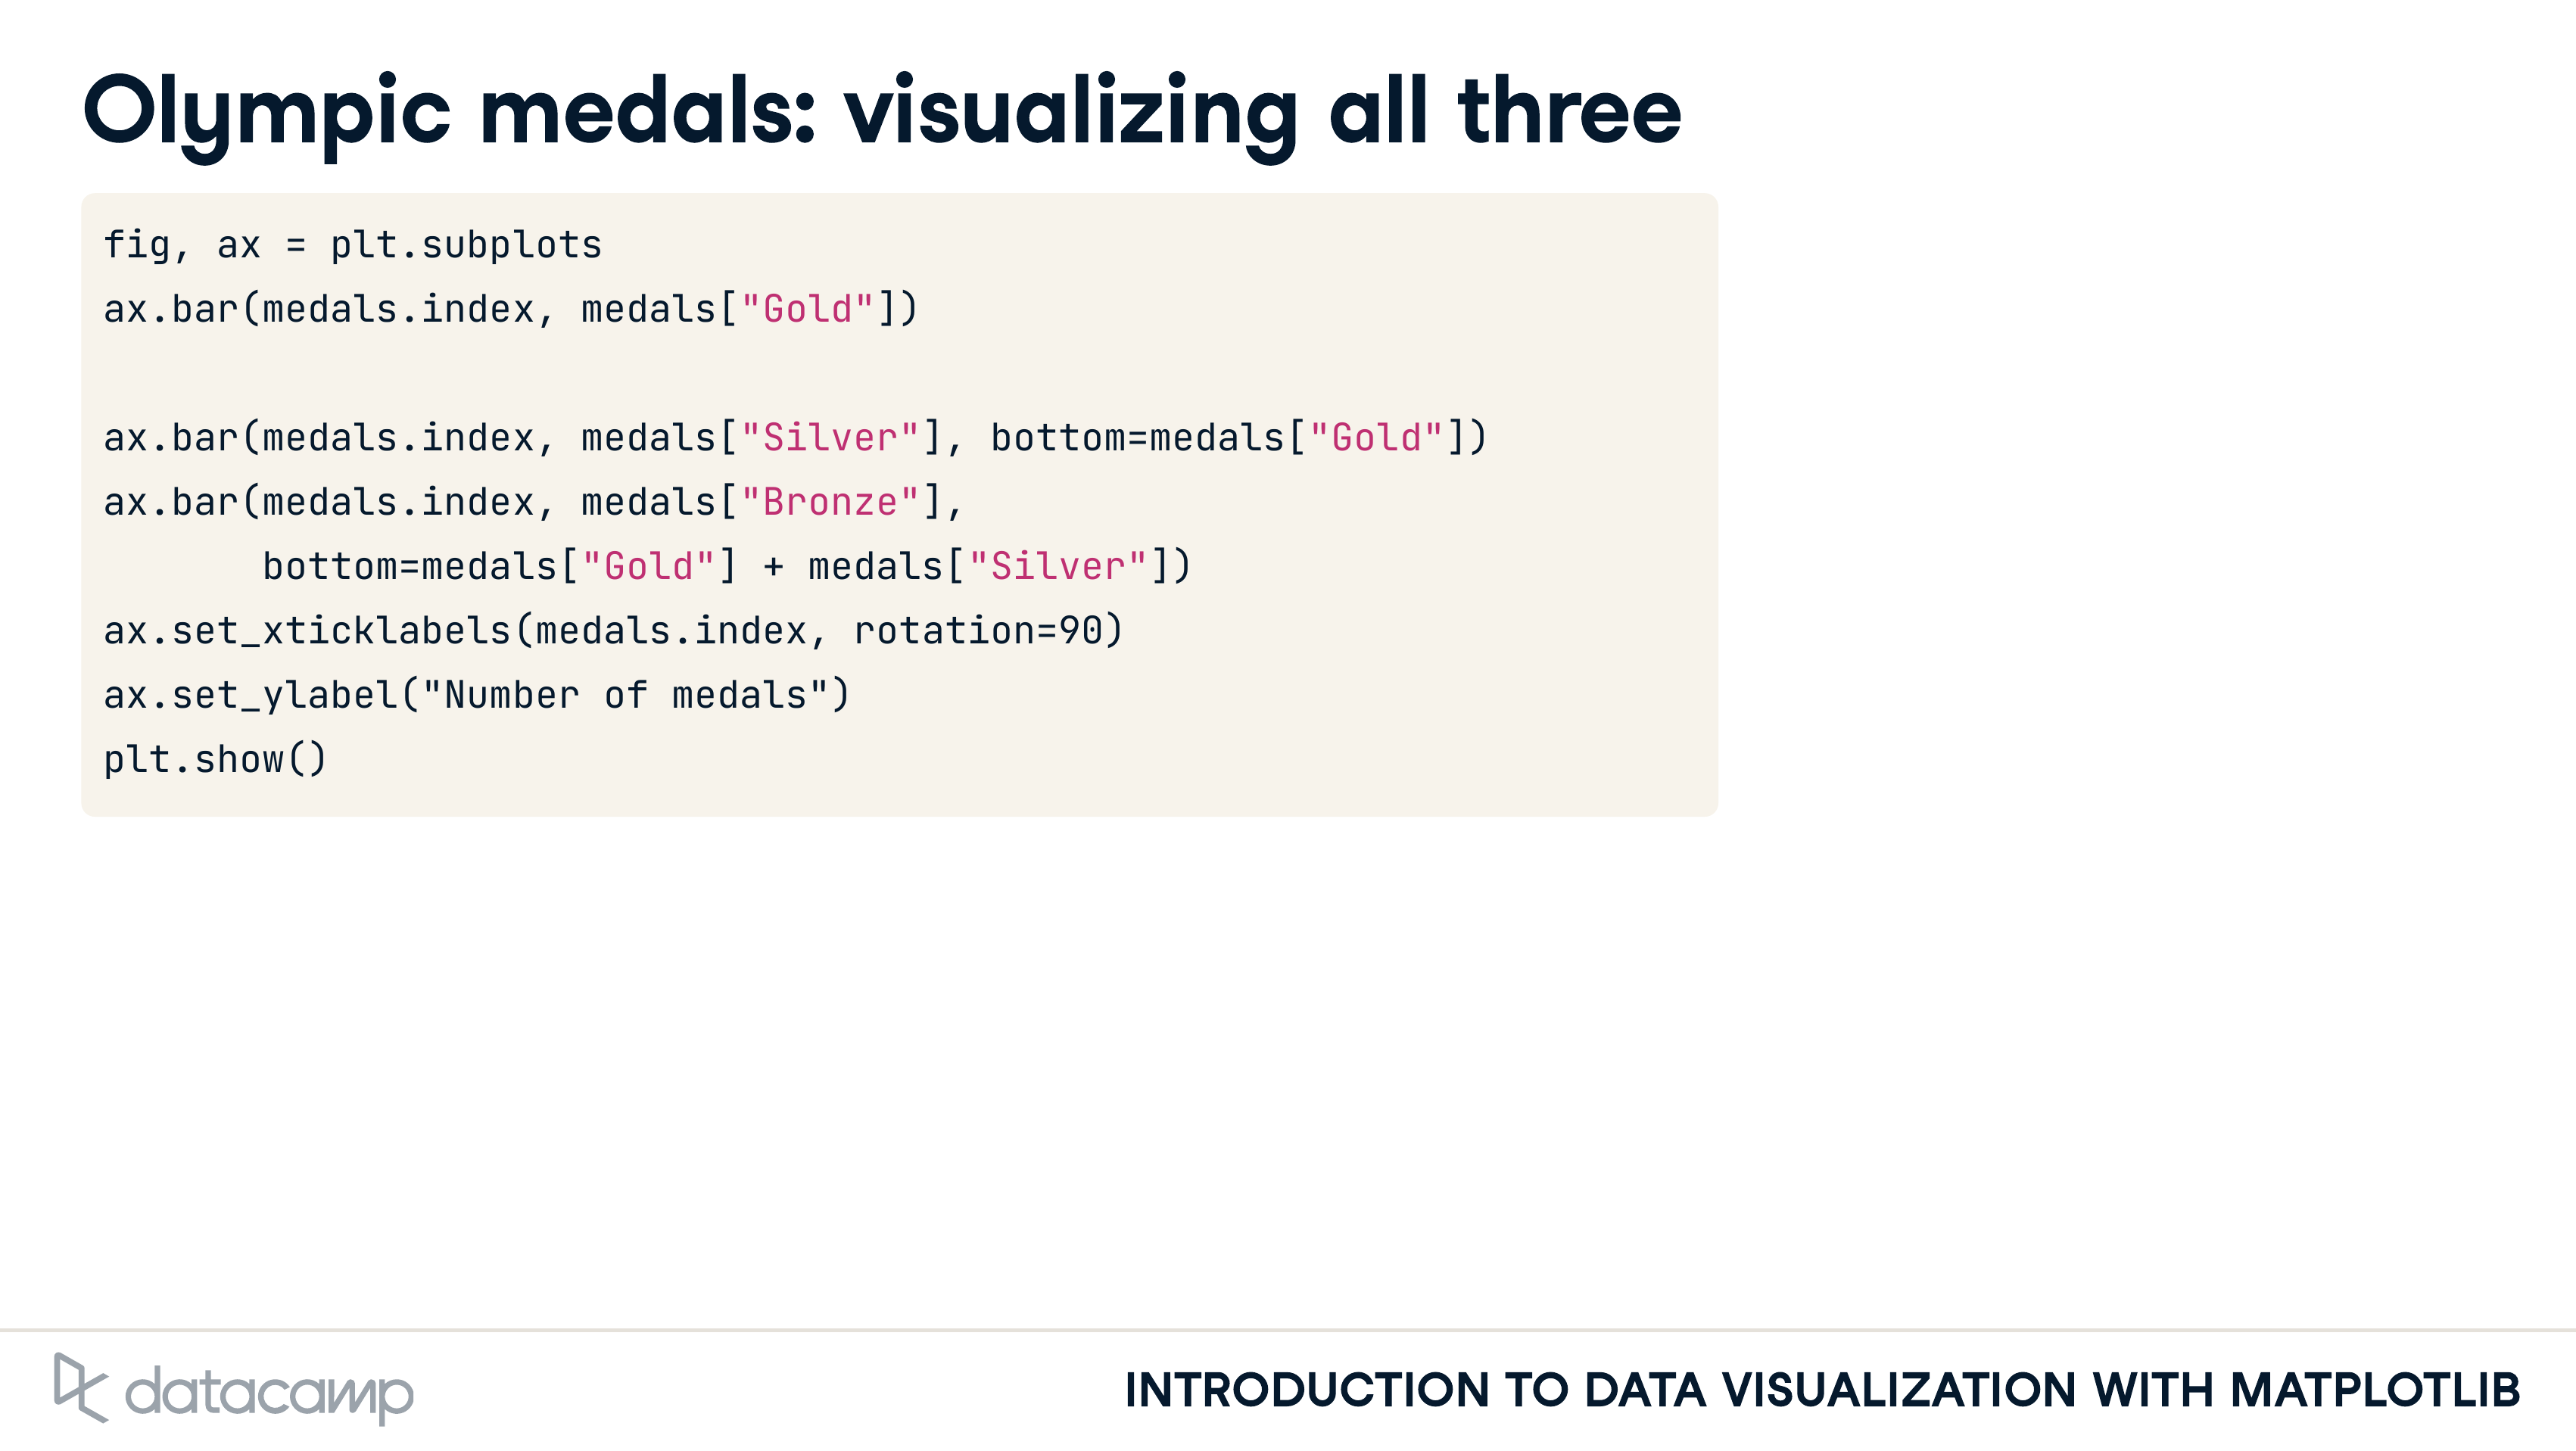 Olympic medals: visualizing all three
fig, ax = plt.subplots
ax.bar(medals.index, medals["Gold"])
ax.bar(medals.index, medals["Silver"], bottom=medals["Gold"])
ax.bar(medals.index, medals["Bronze"],
       bottom=medals["Gold"] + medals["Silver"])
ax.set_xticklabels(medals.index, rotation=90)
ax.set_ylabel("Number of medals")
plt.show()
datacamp
INTRODUCTION TO DATA VISUALIZATION WITH MATPLOTLIB